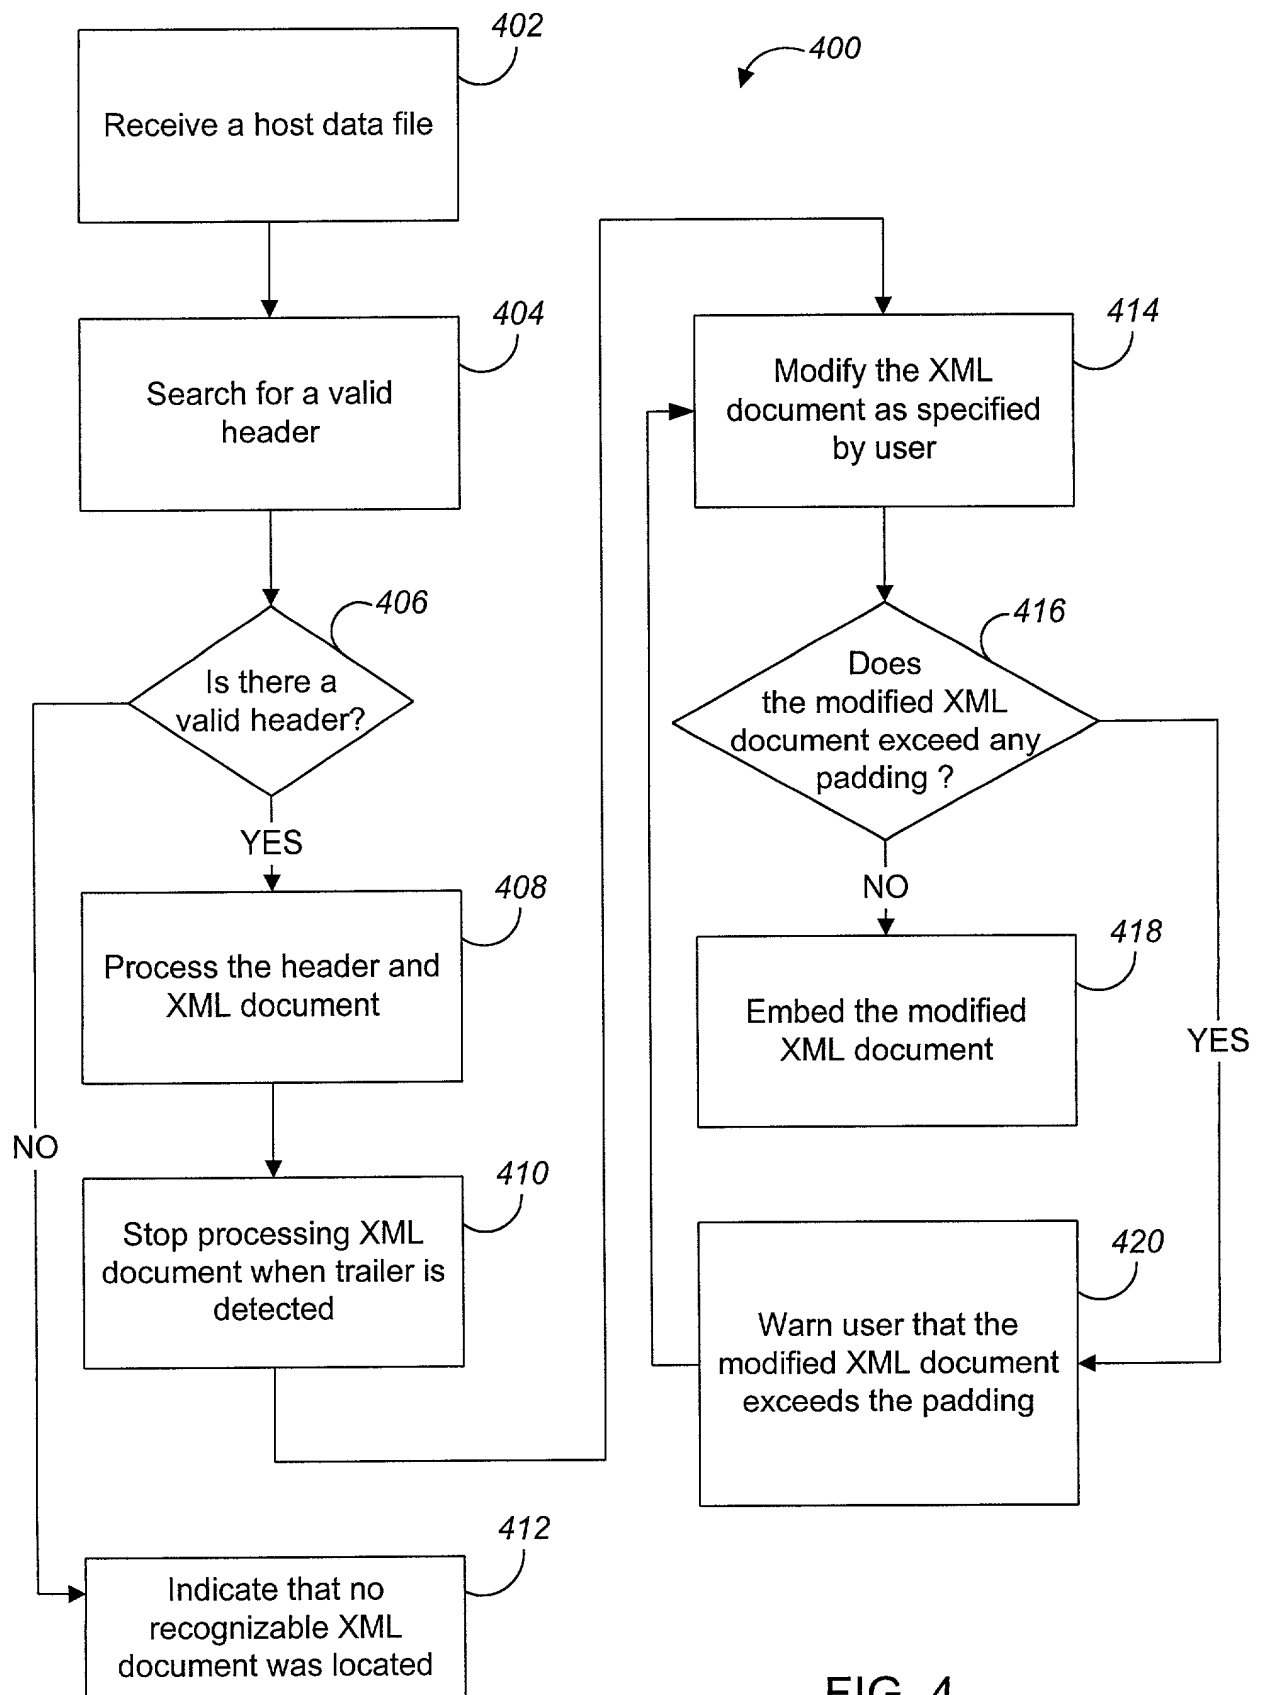 402
Receive a host data file
404
Search for a valid
header
406
Is there a
valid header?
YES
NO
408
Process the header and
XML document
410
Stop processing XML
document when trailer is
detected
412
Indicate that no
recognizable XML
document was located
400
414
Modify the XML
document as specified
by user
416
Does
the modified XML
document exceed any
padding ?
NO
YES
418
Embed the modified
XML document
420
Warn user that the
modified XML document
exceeds the padding
FIG. 4